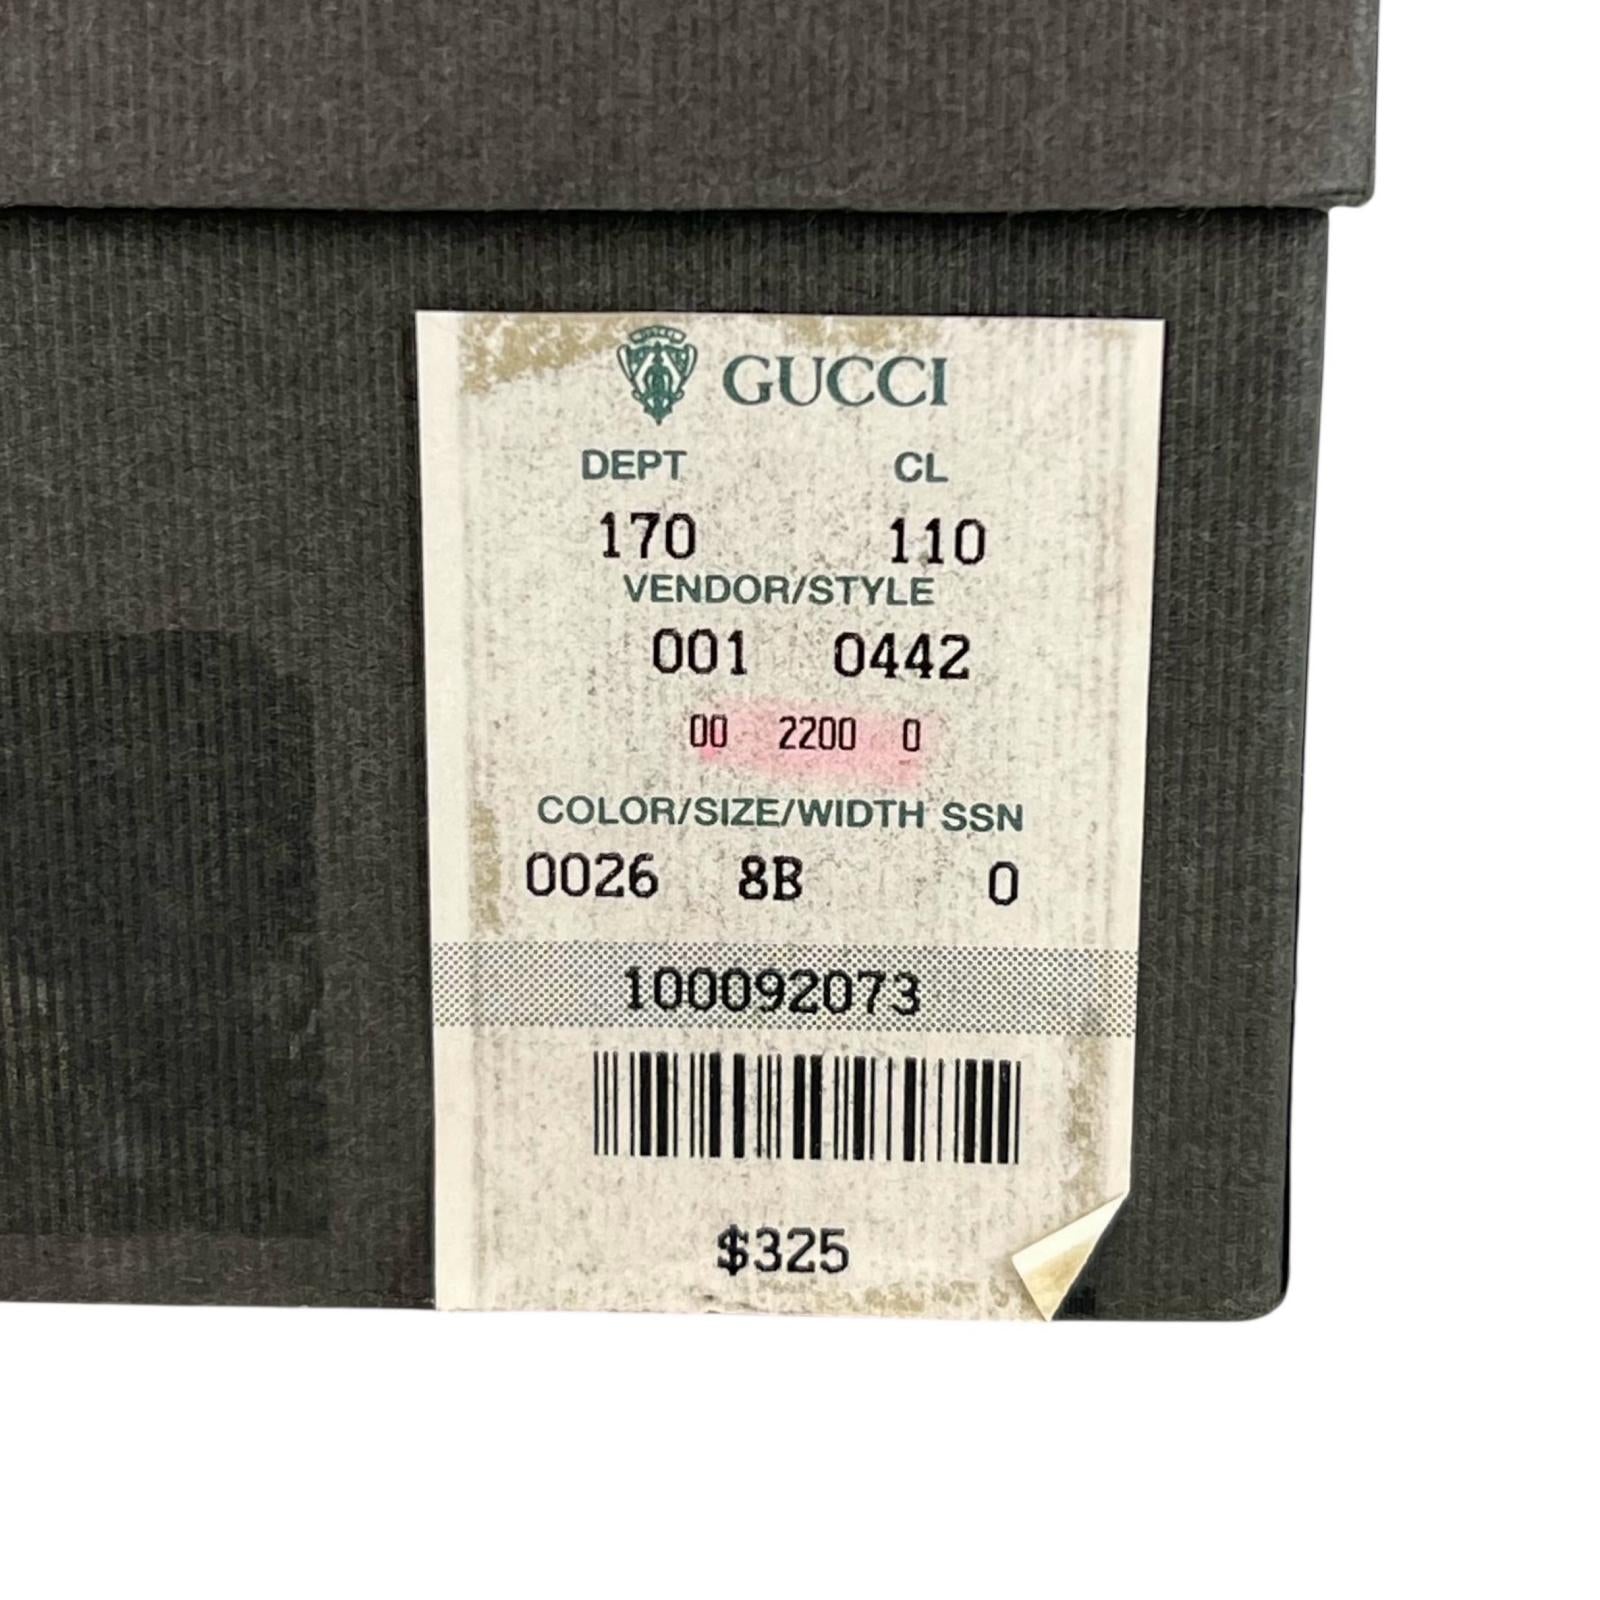 GUCCI
DEPT CL
170 110
VENDOR/STYLE
001 0442
00 2200 0
COLOR/SIZE/WIDTH SSN
0026 8B 0
100092073
$325